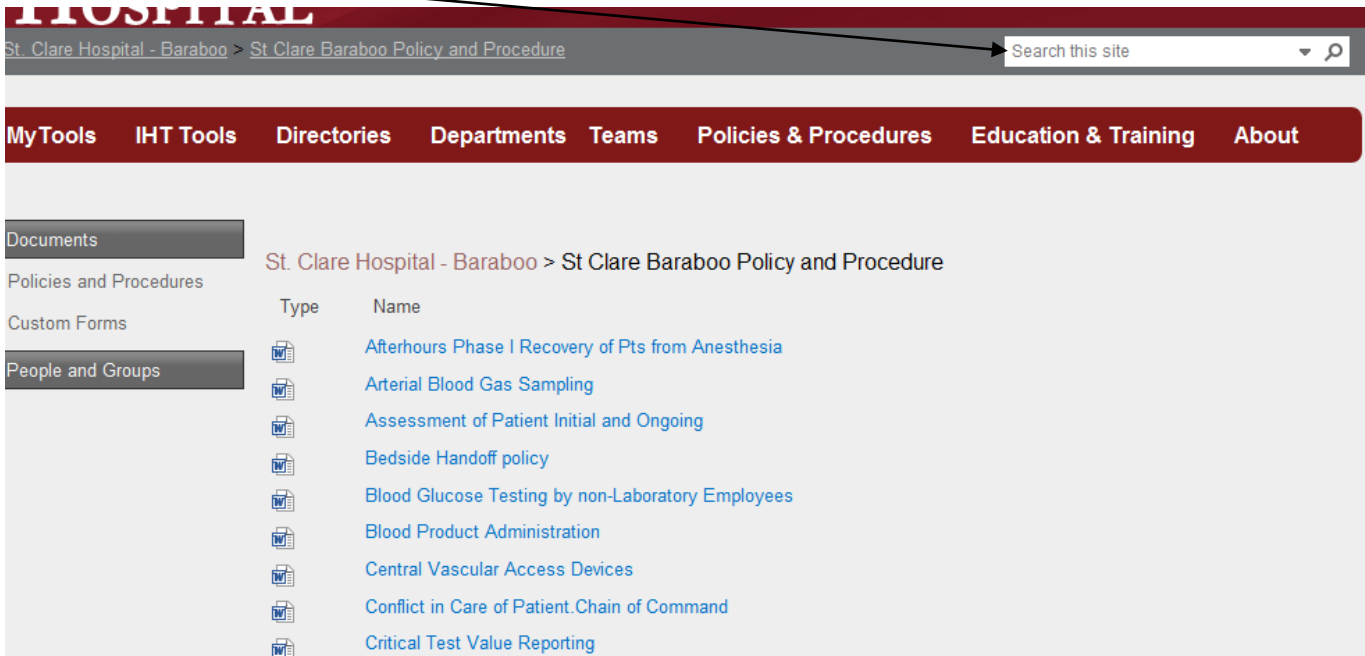 HOSPITAL
St. Clare Hospital - Baraboo > St Clare Baraboo Policy and Procedure
Search this site
MyTools IHT Tools Directories Departments Teams Policies & Procedures Education & Training About
Documents
Policies and Procedures
Custom Forms
People and Groups
St. Clare Hospital - Baraboo > St Clare Baraboo Policy and Procedure
Type Name
Afterhours Phase I Recovery of Pts from Anesthesia
Arterial Blood Gas Sampling
Assessment of Patient Initial and Ongoing
Bedside Handoff policy
Blood Glucose Testing by non-Laboratory Employees
Blood Product Administration
Central Vascular Access Devices
Conflict in Care of Patient.Chain of Command
Critical Test Value Reporting